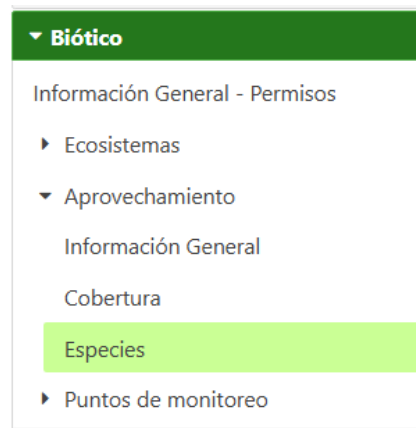 Biótico
Información General - Permisos
Ecosistemas
Aprovechamiento
Información General
Cobertura
Especies
Puntos de monitoreo